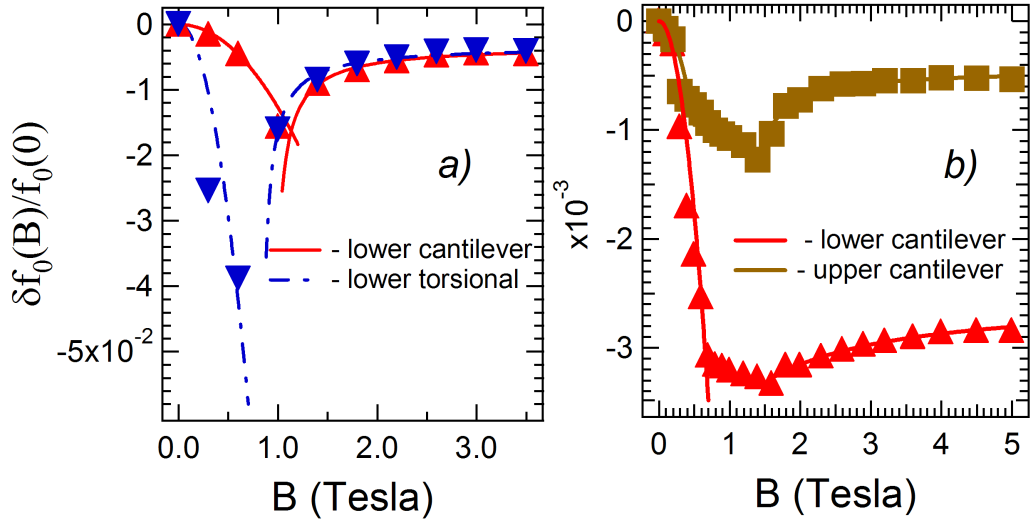 δf₀(B)/f₀(0)
0
-1
-2
-3
-4
-5x10⁻²
a)
- lower cantilever
- lower torsional
0.0
1.0
2.0
3.0
B (Tesla)
x10⁻³
0
-1
-2
-3
b)
- lower cantilever
- upper cantilever
0
1
2
3
4
5
B (Tesla)